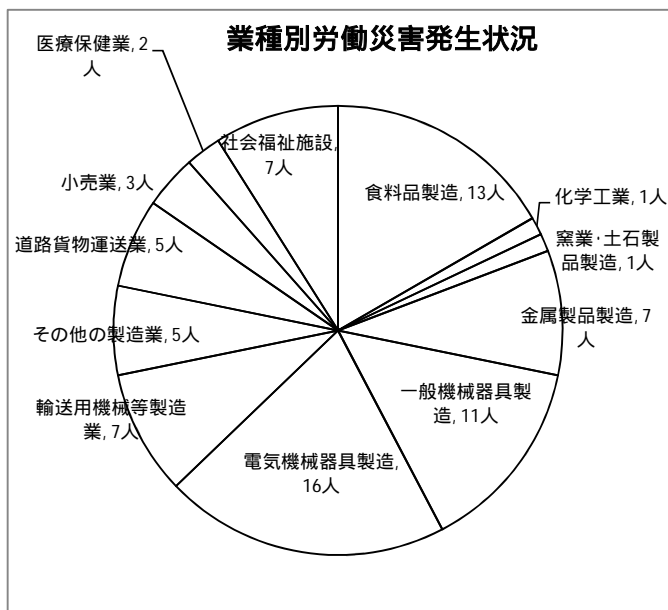 業種別労働災害発生状況
医療保健業, 2
人
社会福祉施設,
7人
食料品製造, 13人
化学工業, 1人
窯業・土石製
品製造, 1人
小売業, 3人
道路貨物運送業, 5人
金属製品製造, 7
人
その他の製造業, 5人
一般機械器具製
造, 11人
輸送用機械等製造
業, 7人
電気機械器具製造,
16人